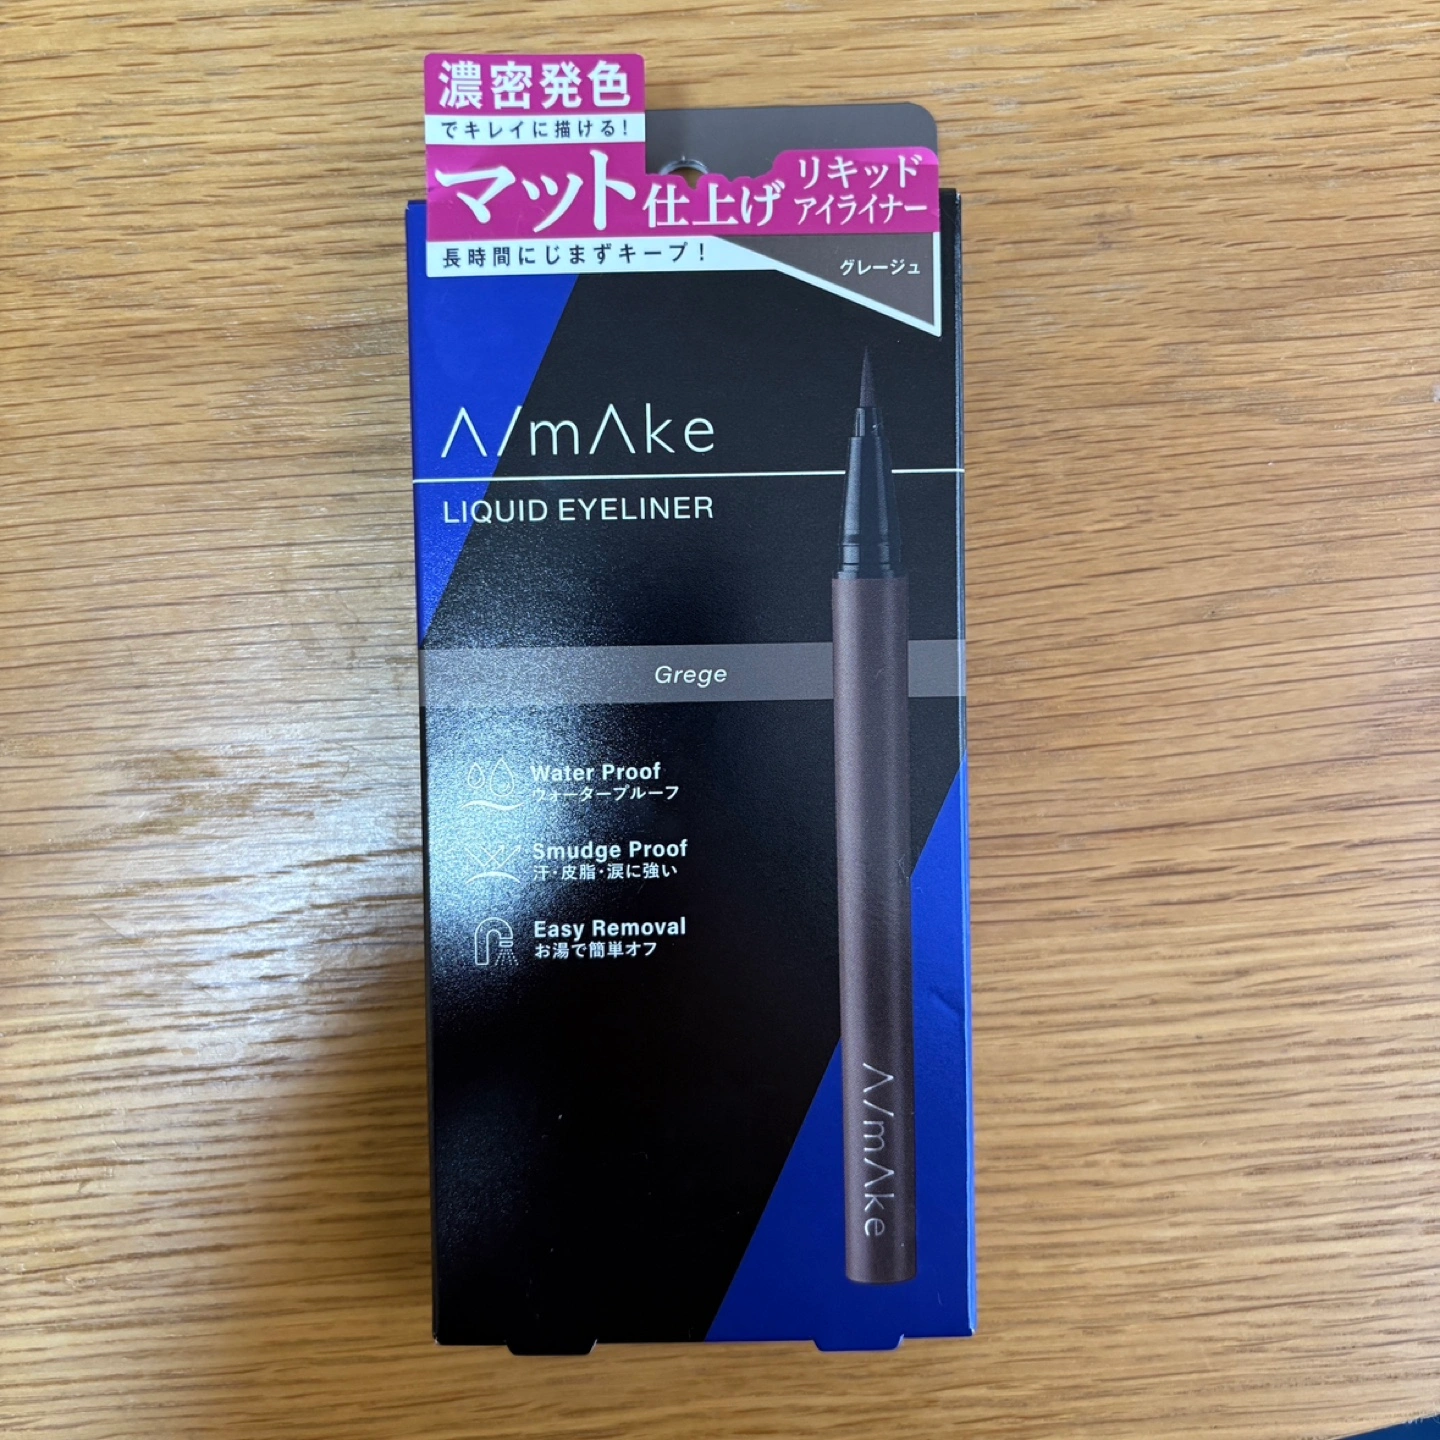 濃密発色
でキレイに描ける!
マット仕上げ リキッド
アイライナー
長時間にじまずキープ!
グレージュ
A/mAke
LIQUID EYELINER
Grege
Water Proof
ウォータープルーフ
Smudge Proof
汗・皮脂・涙に強い
Easy Removal
お湯で簡単オフ
A/mAke